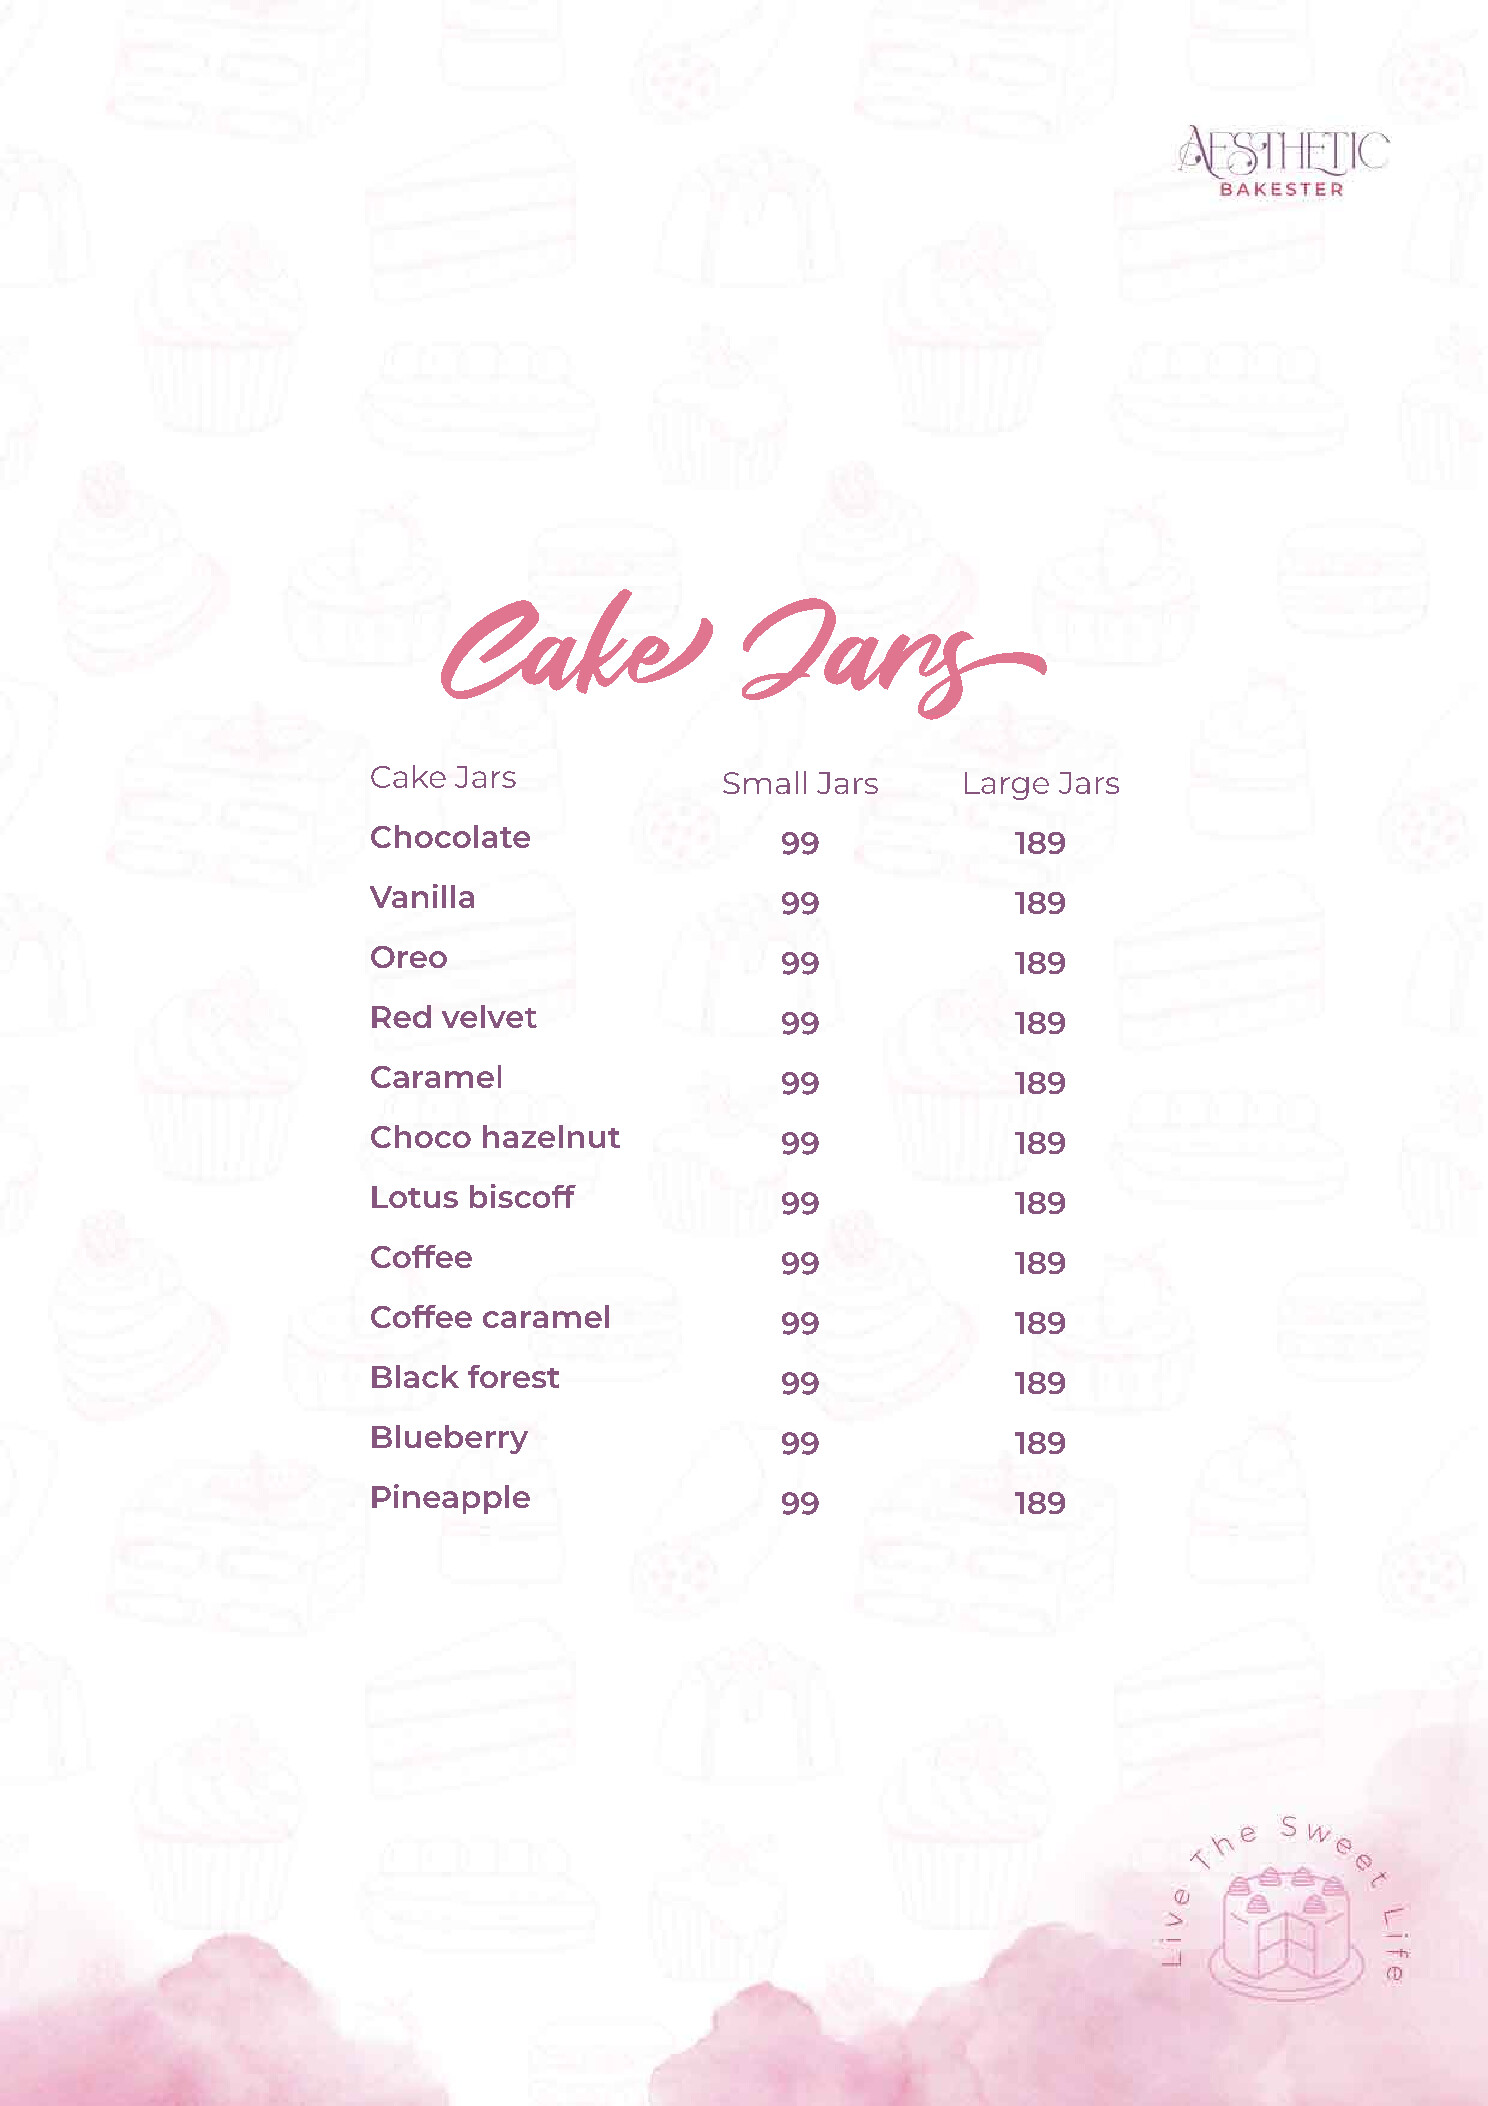 AESTHETIC
BAKESTER
Cake Jars
Cake Jars Small Jars Large Jars
Chocolate 99 189
Vanilla 99 189
Oreo 99 189
Red velvet 99 189
Caramel 99 189
Choco hazelnut 99 189
Lotus biscoff 99 189
Coffee 99 189
Coffee caramel 99 189
Black forest 99 189
Blueberry 99 189
Pineapple 99 189
Live The Sweet Life